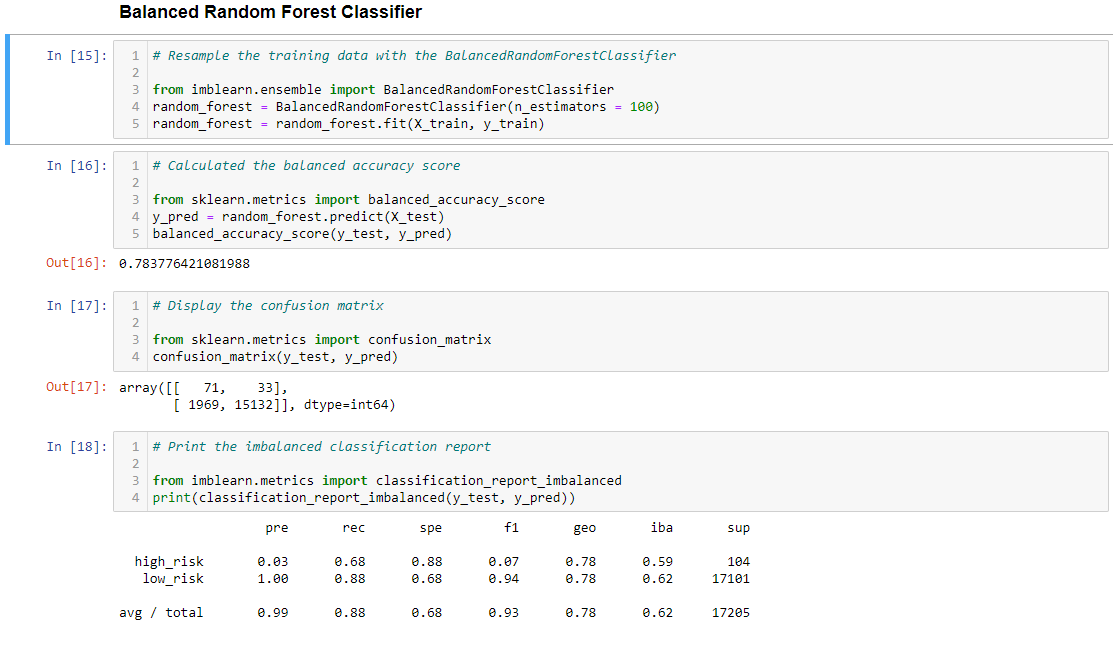 Balanced Random Forest Classifier
In [15]:
1 # Resample the training data with the BalancedRandomForestClassifier
2
3 from imblearn.ensemble import BalancedRandomForestClassifier
4 random_forest = BalancedRandomForestClassifier(n_estimators = 100)
5 random_forest = random_forest.fit(X_train, y_train)
In [16]:
1 # Calculated the balanced accuracy score
2
3 from sklearn.metrics import balanced_accuracy_score
4 y_pred = random_forest.predict(X_test)
5 balanced_accuracy_score(y_test, y_pred)
Out[16]: 0.783776421081988
In [17]:
1 # Display the confusion matrix
2
3 from sklearn.metrics import confusion_matrix
4 confusion_matrix(y_test, y_pred)
Out[17]: array([[   71,    33],
       [ 1969, 15132]], dtype=int64)
In [18]:
1 # Print the imbalanced classification report
2
3 from imblearn.metrics import classification_report_imbalanced
4 print(classification_report_imbalanced(y_test, y_pred))
pre rec spe f1 geo iba sup
high_risk 0.03 0.68 0.88 0.07 0.78 0.59 104
low_risk 1.00 0.88 0.68 0.94 0.78 0.62 17101
avg / total 0.99 0.88 0.68 0.93 0.78 0.62 17205